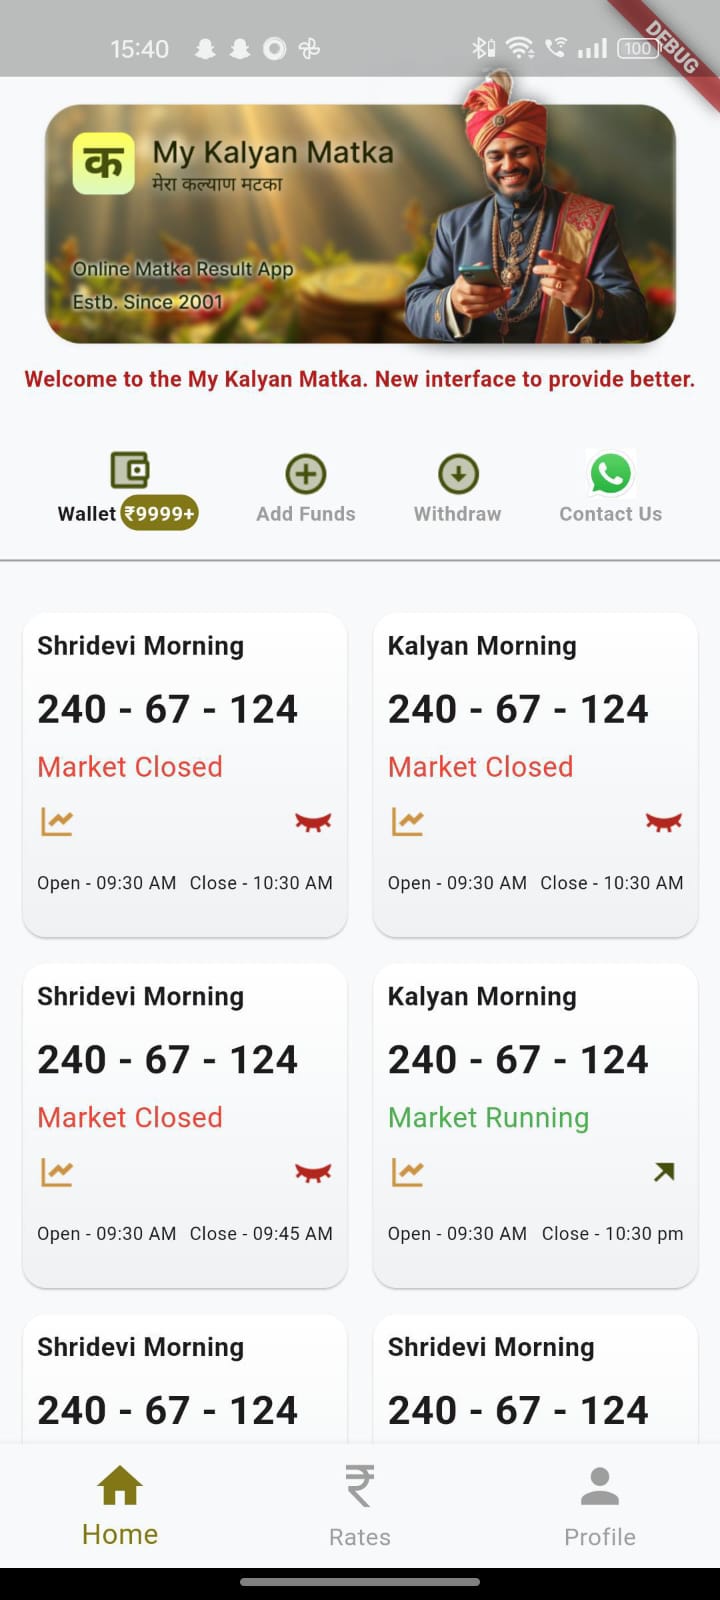 15:40
100
DEBUG
क
My Kalyan Matka
मेरा कल्याण मटका
Online Matka Result App
Estb. Since 2001
Welcome to the My Kalyan Matka. New interface to provide better.
Wallet ₹9999+ Add Funds Withdraw Contact Us
Shridevi Morning
240 - 67 - 124
Market Closed
Open - 09:30 AM Close - 10:30 AM
Kalyan Morning
240 - 67 - 124
Market Closed
Open - 09:30 AM Close - 10:30 AM
Shridevi Morning
240 - 67 - 124
Market Closed
Open - 09:30 AM Close - 09:45 AM
Kalyan Morning
240 - 67 - 124
Market Running
Open - 09:30 AM Close - 10:30 pm
Shridevi Morning
240 - 67 - 124
Shridevi Morning
240 - 67 - 124
Home Rates Profile